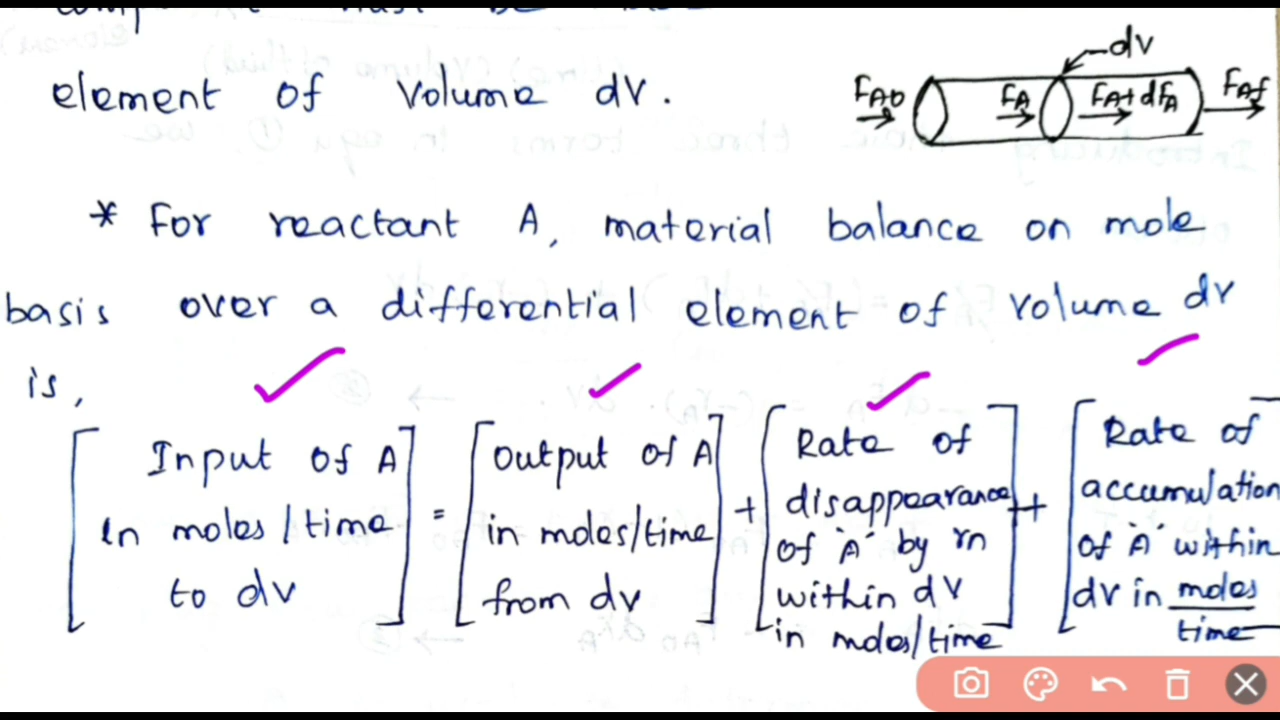 element of volume dv.
dv
FA0 FA FA+dFA FAf
* For reactant A, material balance on mole
basis over a differential element of volume dv
is,
[Input of A in moles/time to dv] = [Output of A in moles/time from dv] + [Rate of disappearance of 'A' by rn within dv in moles/time] + [Rate of accumulation of 'A' within dv in moles/time]